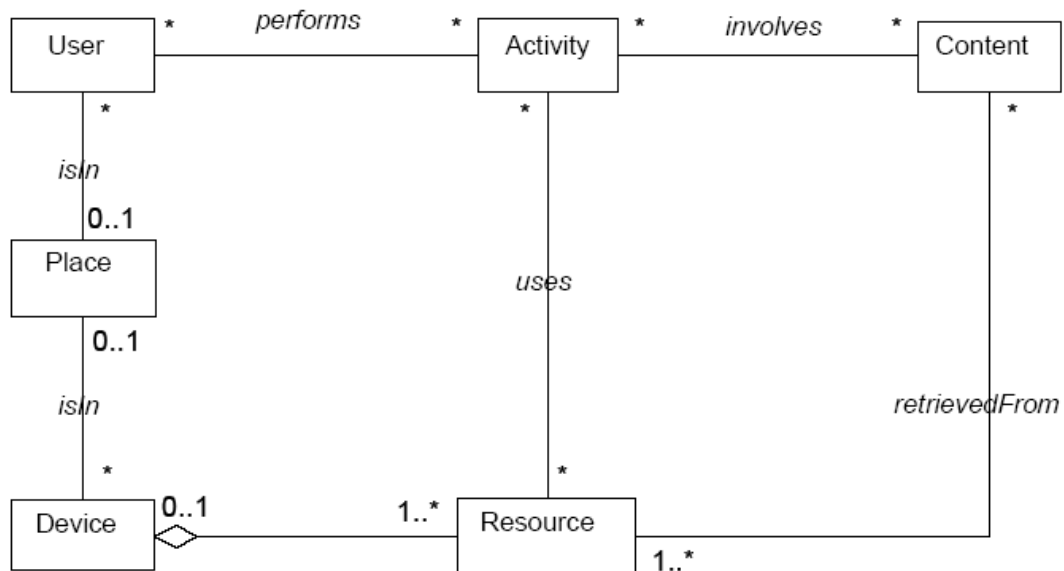 * performs *
* involves *
User
Activity
Content
*
*
*
isIn
0..1
Place
uses
0..1
isIn
retrievedFrom
*
*
0..1
1..*
Device
Resource
1..*